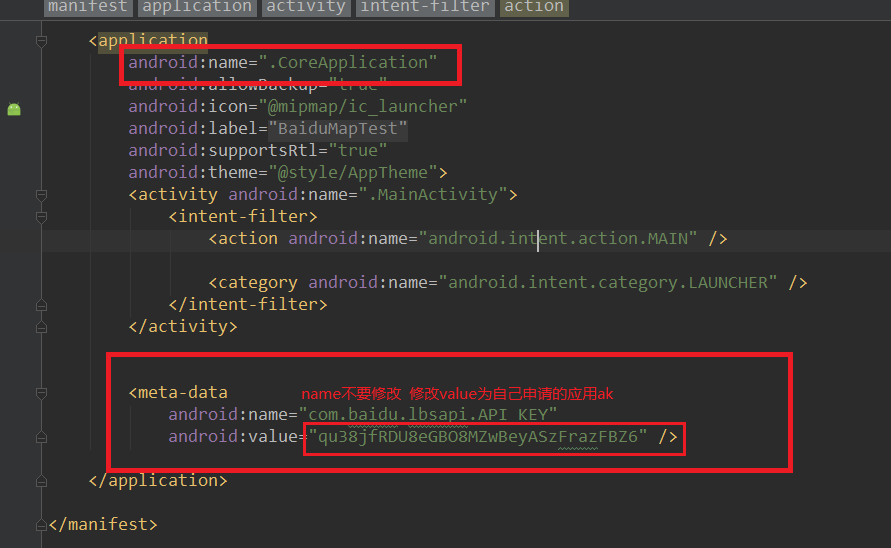 manifest application activity intent-filter action
<application
android:name=".CoreApplication"
android:allowBackup="true"
android:icon="@mipmap/ic_launcher"
android:label="BaiduMapTest"
android:supportsRtl="true"
android:theme="@style/AppTheme">
<activity android:name=".MainActivity">
<intent-filter>
<action android:name="android.intent.action.MAIN" />
<category android:name="android.intent.category.LAUNCHER" />
</intent-filter>
</activity>
<meta-data name不要修改 修改value为自己申请的应用ak
android:name="com.baidu.lbsapi.API_KEY"
android:value="qu38jfRDU8eGBO8MZwBeyASzFrazFBZ6" />
</application>
</manifest>